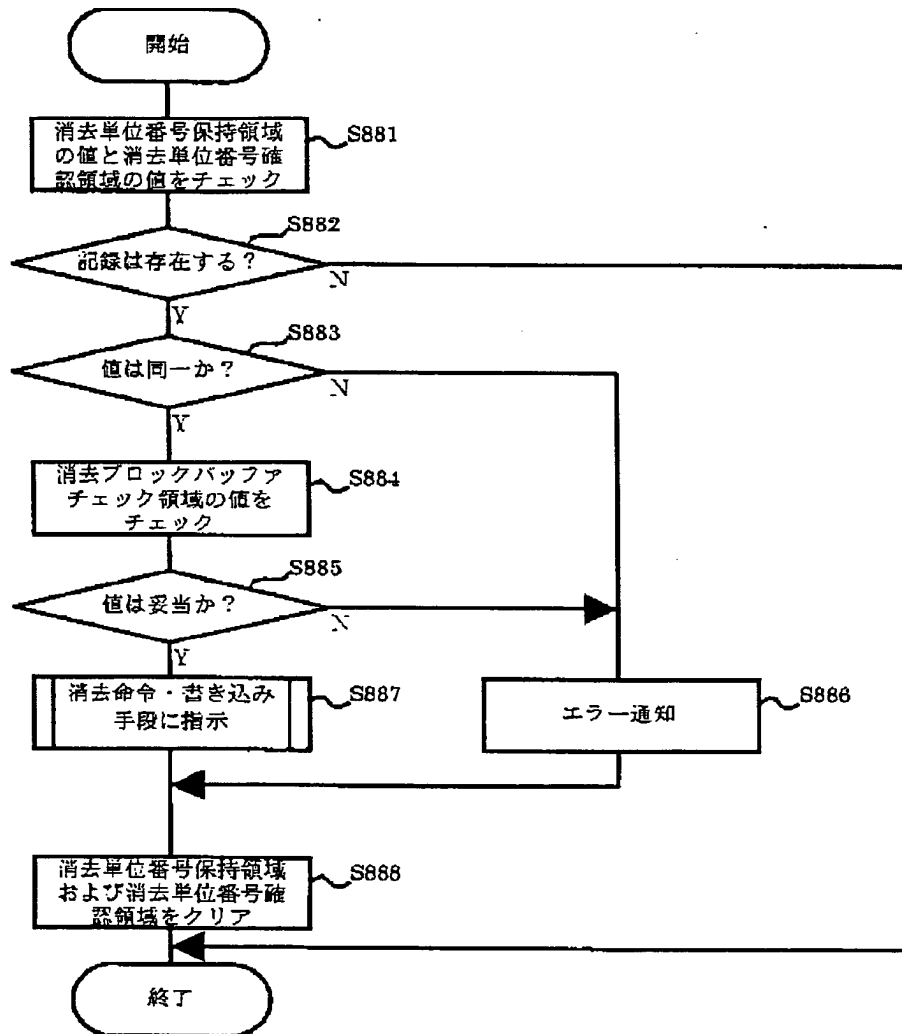 開始
消去単位番号保持領域
の値と消去単位番号確
認領域の値をチェック
S881
S882
記録は存在する？
N
Y
S883
値は同一か？
N
Y
消去ブロックバッファ
チェック領域の値を
チェック
S884
S885
値は妥当か？
N
Y
消去命令・書き込み
手段に指示
S887
エラー通知
S886
消去単位番号保持領域
および消去単位番号確
認領域をクリア
S888
終了